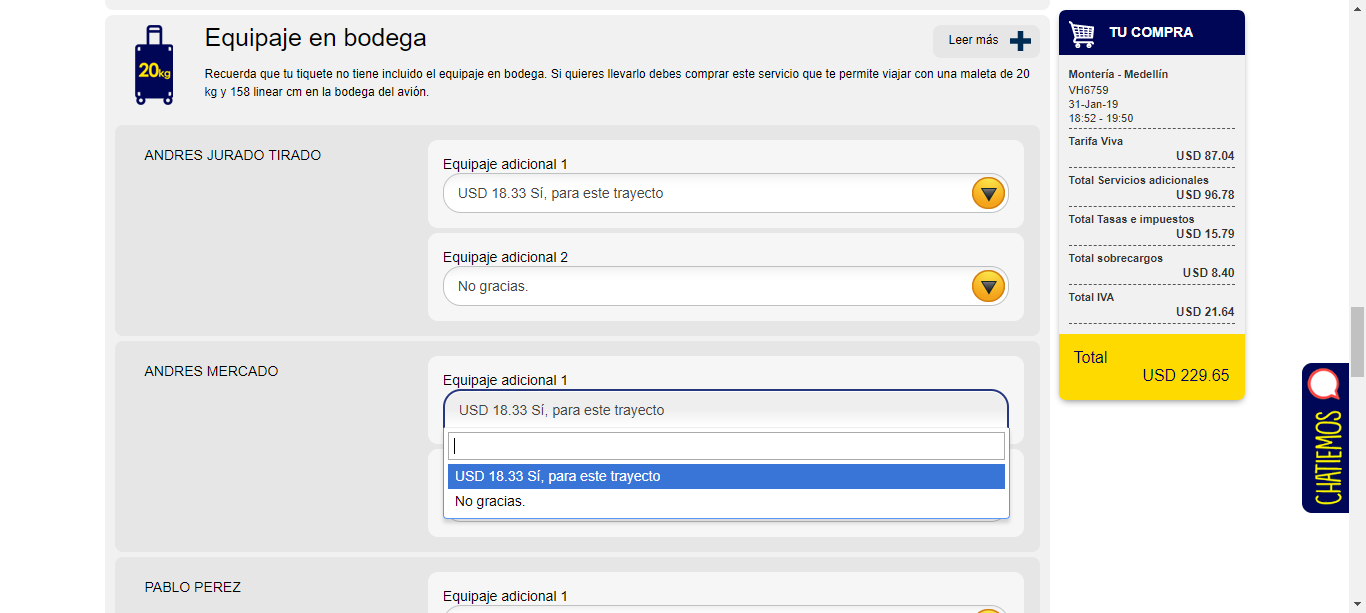 Equipaje en bodega
Leer más
20kg
Recuerda que tu tiquete no tiene incluido el equipaje en bodega. Si quieres llevarlo debes comprar este servicio que te permite viajar con una maleta de 20
kg y 158 linear cm en la bodega del avión.
ANDRES JURADO TIRADO
Equipaje adicional 1
USD 18.33 Sí, para este trayecto
Equipaje adicional 2
No gracias.
ANDRES MERCADO
Equipaje adicional 1
USD 18.33 Sí, para este trayecto
USD 18.33 Sí, para este trayecto
No gracias.
PABLO PEREZ
Equipaje adicional 1
TU COMPRA
Montería - Medellín
VH6759
31-Jan-19
18:52 - 19:50
Tarifa Viva
USD 87.04
Total Servicios adicionales
USD 96.78
Total Tasas e impuestos
USD 15.79
Total sobrecargos
USD 8.40
Total IVA
USD 21.64
Total
USD 229.65
CHATIEMOS